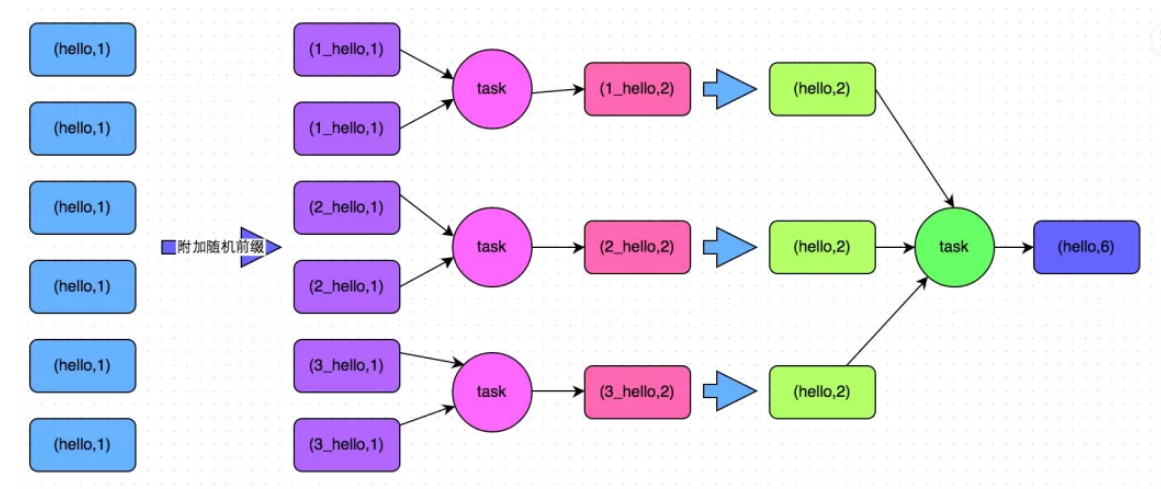 (hello,1)
(hello,1)
(hello,1)
(hello,1)
(hello,1)
(hello,1)
附加随机前缀
(1_hello,1)
(1_hello,1)
(2_hello,1)
(2_hello,1)
(3_hello,1)
(3_hello,1)
task
task
task
(1_hello,2)
(2_hello,2)
(3_hello,2)
(hello,2)
(hello,2)
(hello,2)
task
(hello,6)